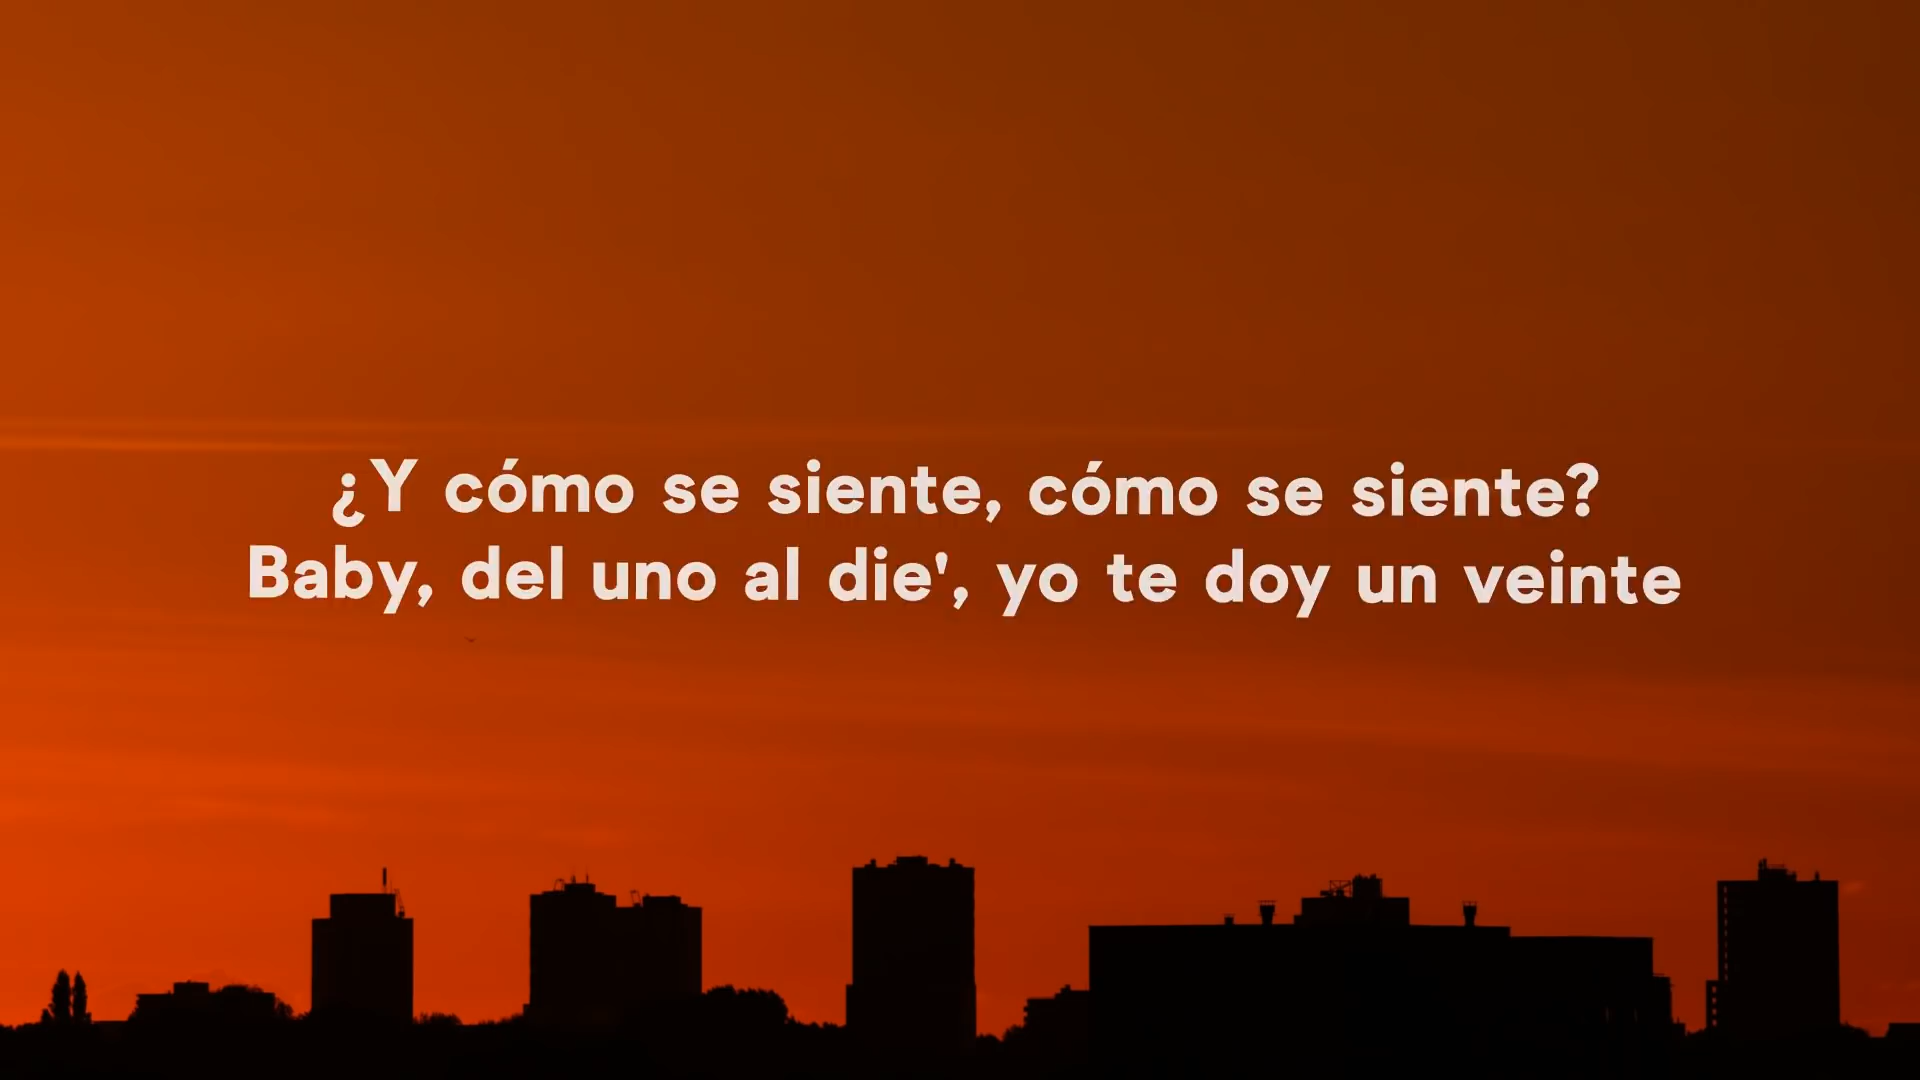 ¿Y cómo se siente, cómo se siente?
Baby, del uno al die', yo te doy un veinte